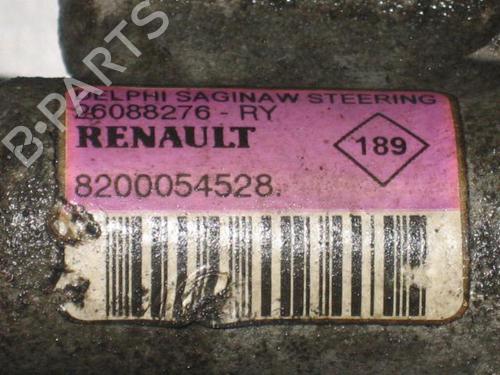 B-PARTS
DELPHI SAGINAW STEERING
26088276 - RY
RENAULT
189
8200054528.